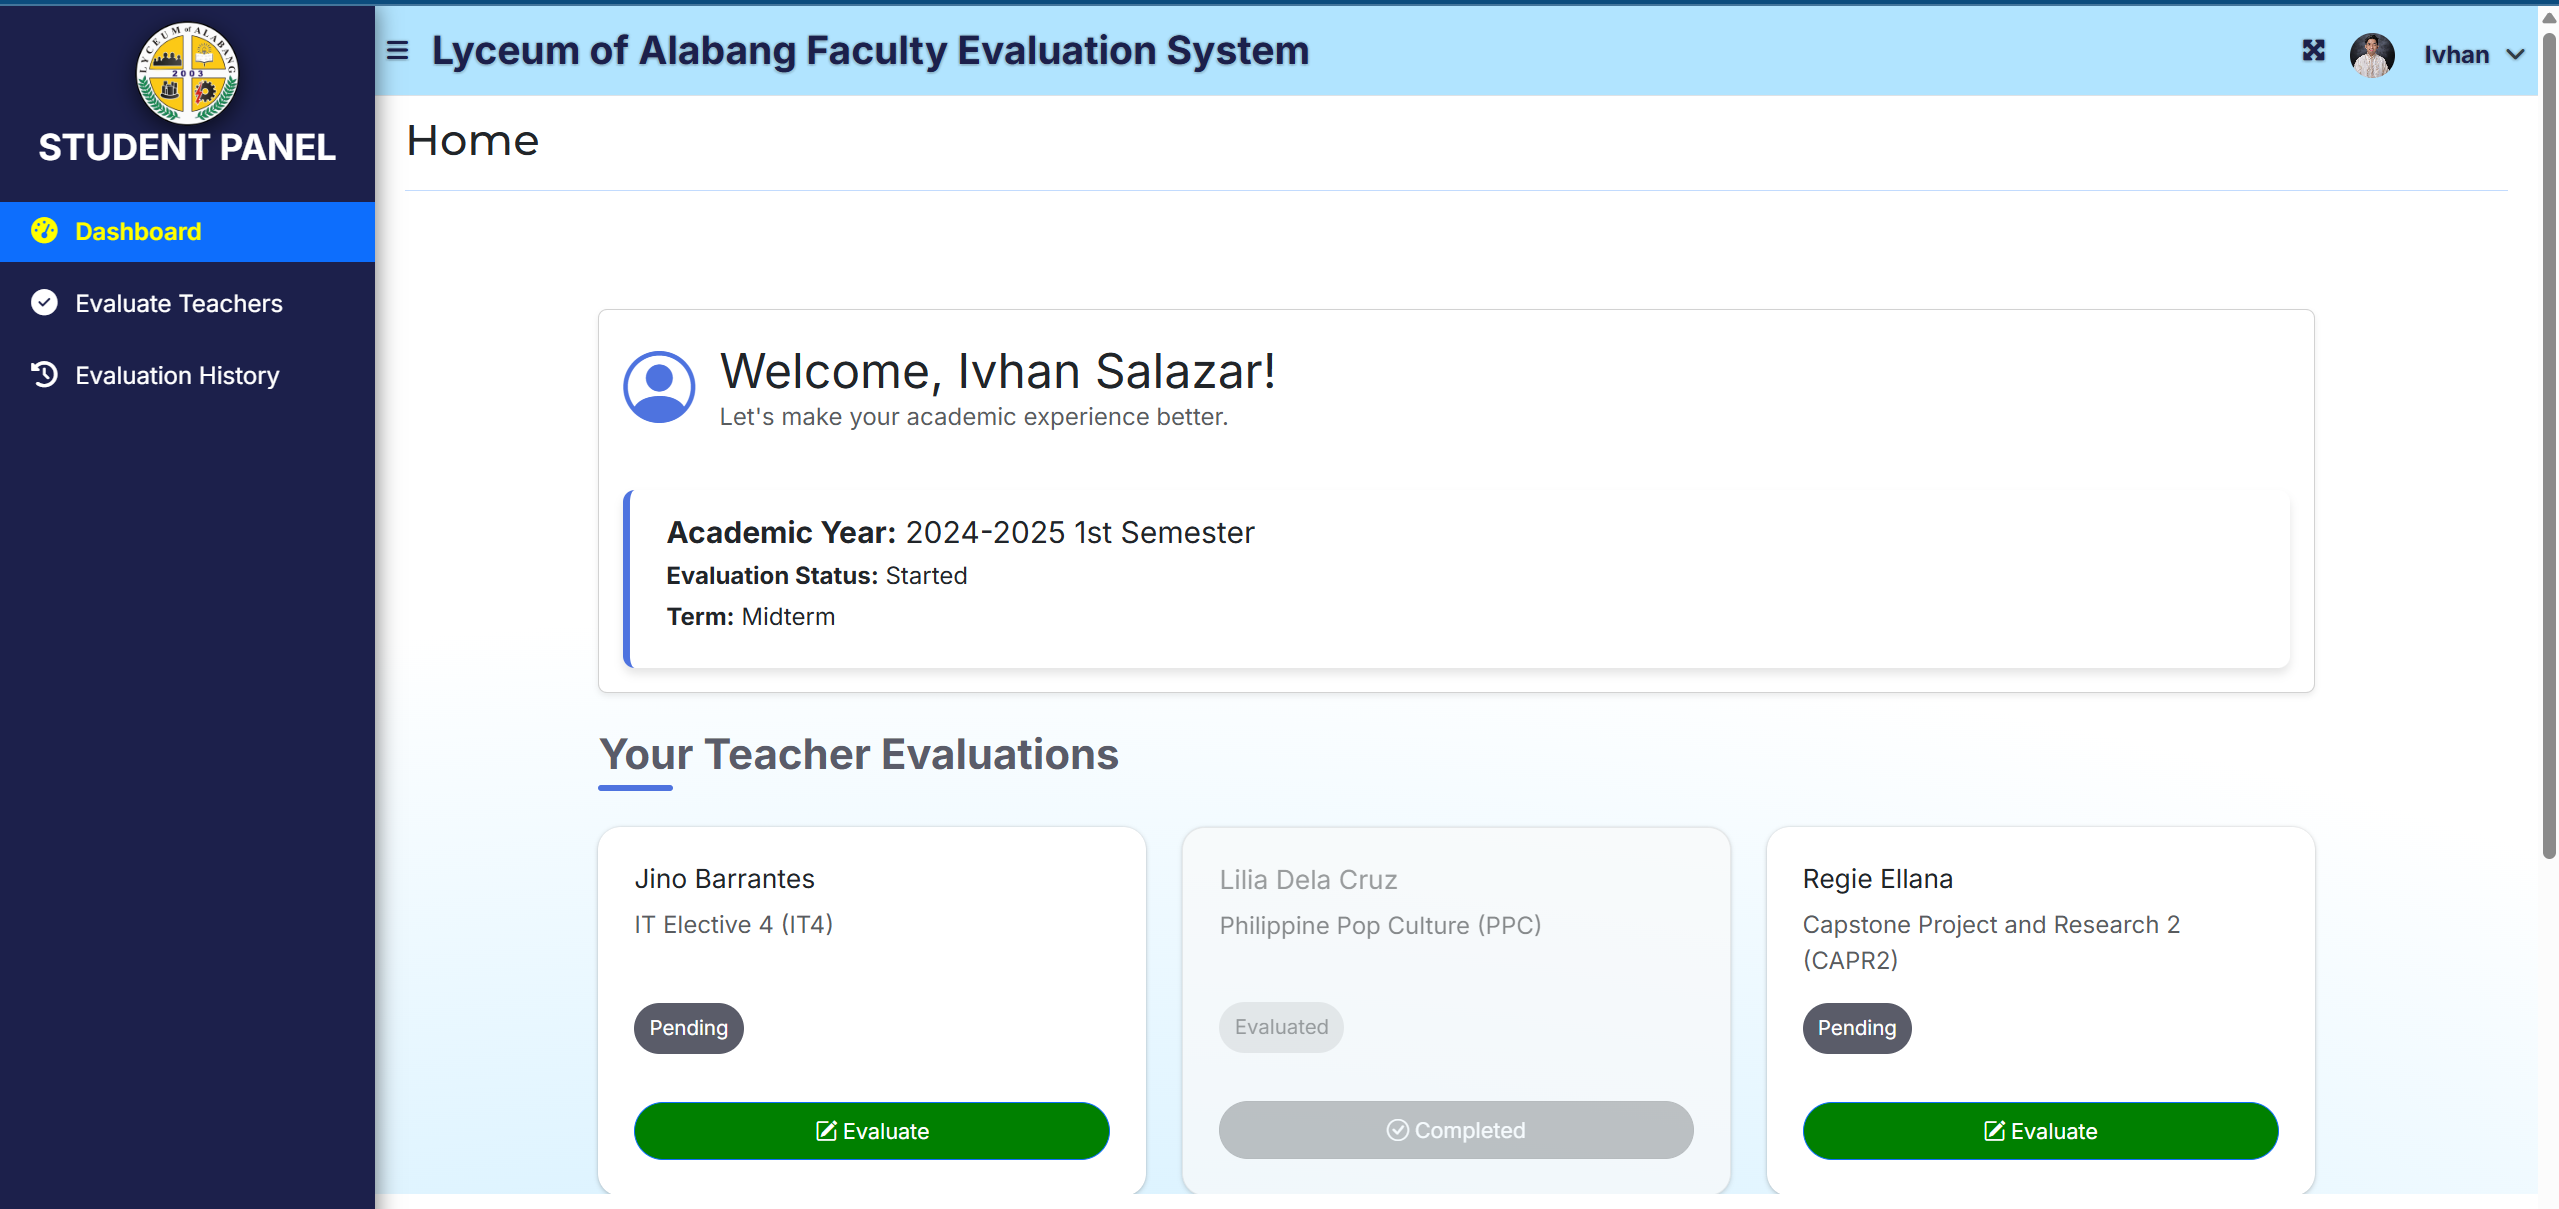 LYCEUM of ALABANG
2003
STUDENT PANEL
Dashboard
Evaluate Teachers
Evaluation History
Lyceum of Alabang Faculty Evaluation System
Ivhan
Home
Welcome, Ivhan Salazar!
Let's make your academic experience better.
Academic Year: 2024-2025 1st Semester
Evaluation Status: Started
Term: Midterm
Your Teacher Evaluations
Jino Barrantes
IT Elective 4 (IT4)
Pending
Evaluate
Lilia Dela Cruz
Philippine Pop Culture (PPC)
Evaluated
Completed
Regie Ellana
Capstone Project and Research 2
(CAPR2)
Pending
Evaluate